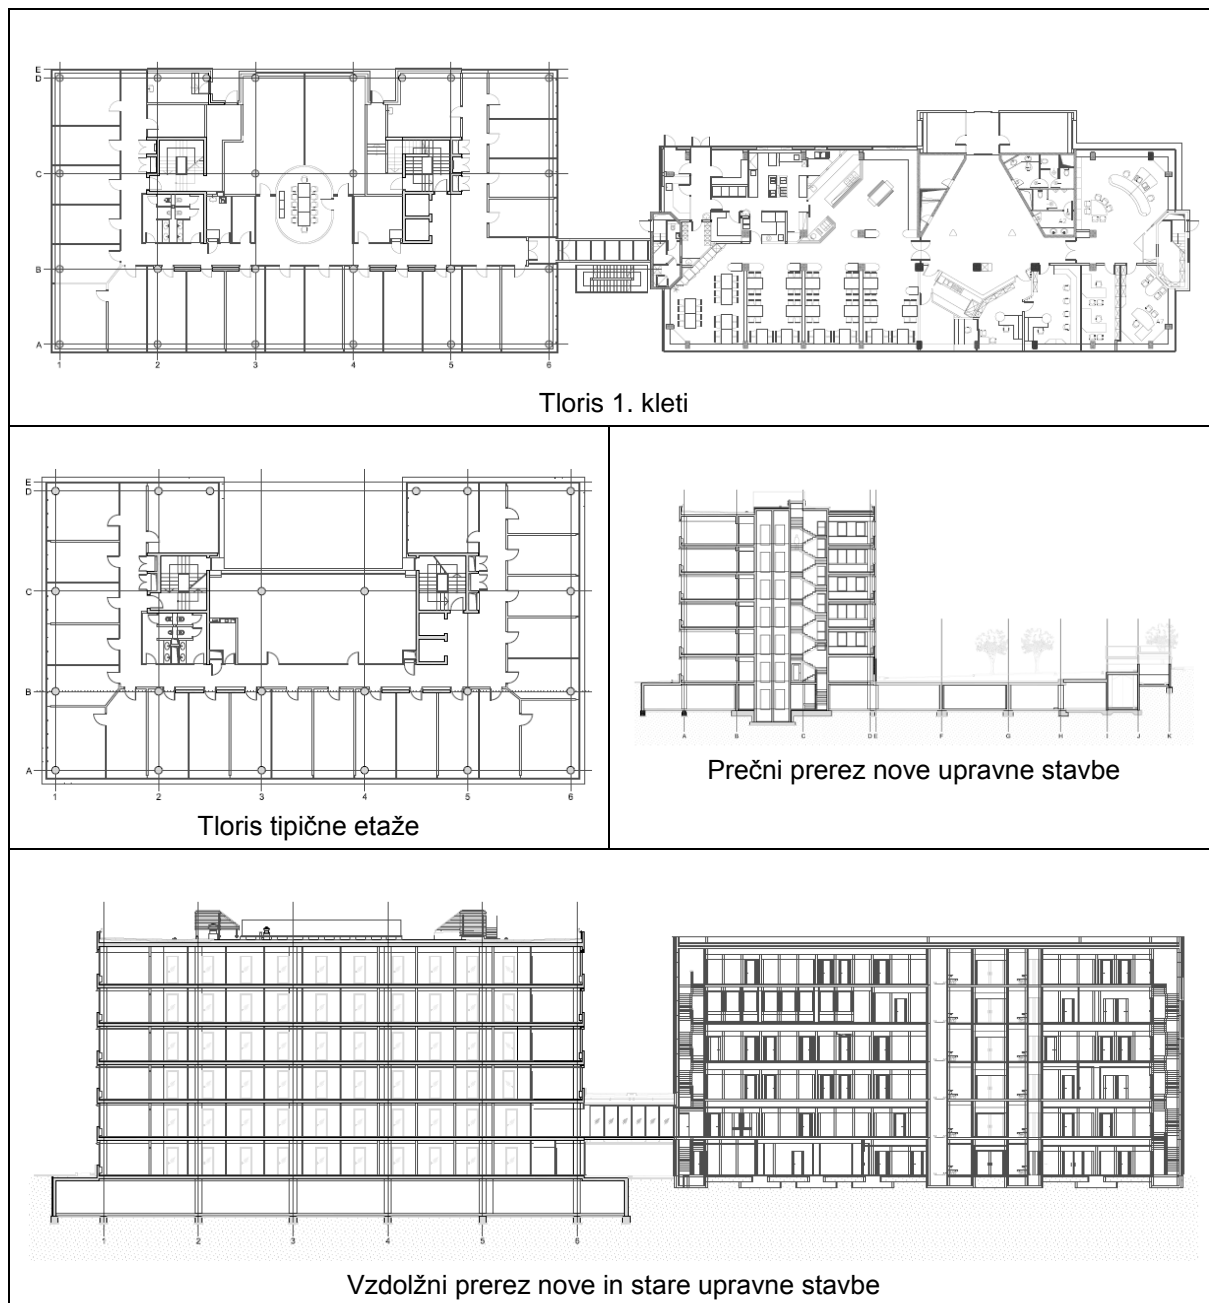 E
D
C
B
A
1 2 3 4 5 6
Tloris 1. kleti
E
D
C
B
A
1 2 3 4 5 6
Tloris tipične etaže
A B C D E F G H I J K
Prečni prerez nove upravne stavbe
1 2 3 4 5 6
Vzdolžni prerez nove in stare upravne stavbe